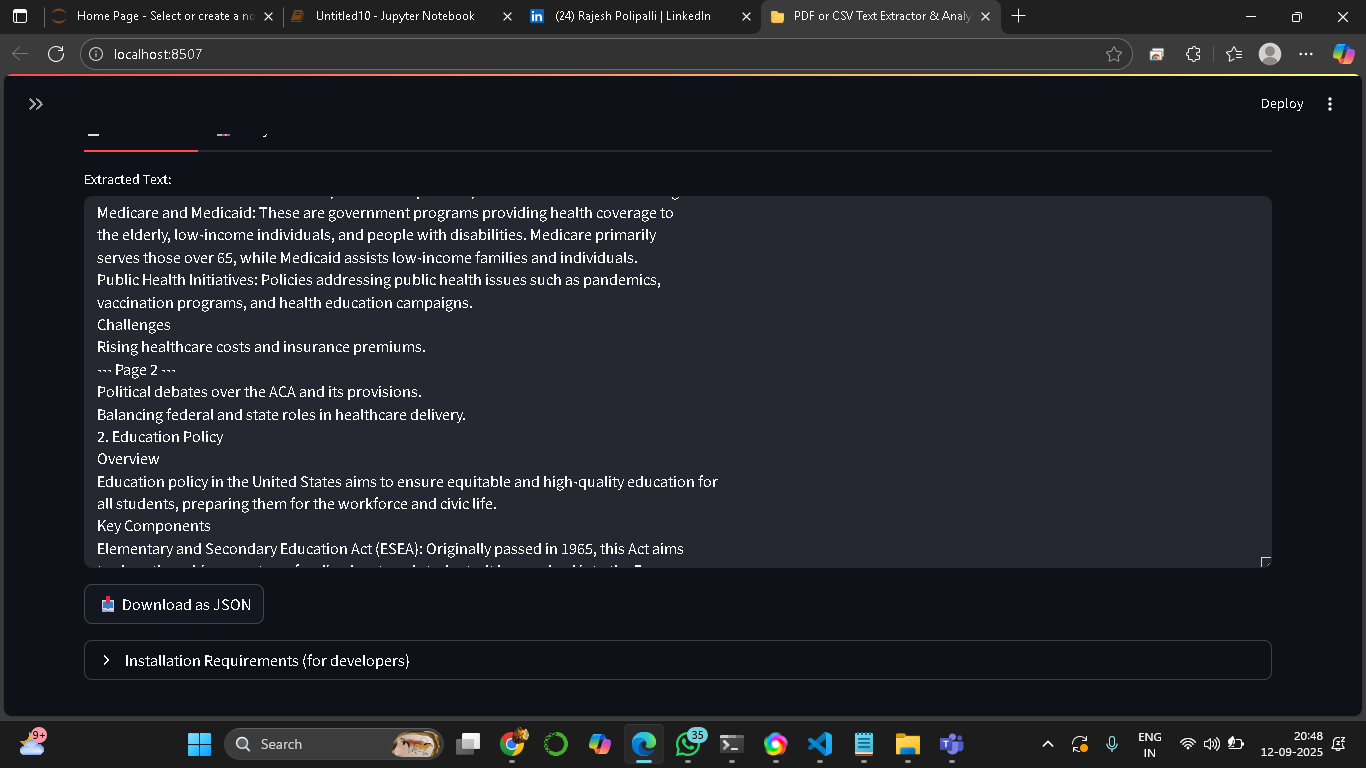 Home Page - Select or create a no
Untitled10 - Jupyter Notebook
(24) Rajesh Polipalli | LinkedIn
PDF or CSV Text Extractor & Analy
localhost:8507
Deploy
Extracted Text:
Medicare and Medicaid: These are government programs providing health coverage to
the elderly, low-income individuals, and people with disabilities. Medicare primarily
serves those over 65, while Medicaid assists low-income families and individuals.
Public Health Initiatives: Policies addressing public health issues such as pandemics,
vaccination programs, and health education campaigns.
Challenges
Rising healthcare costs and insurance premiums.
--- Page 2 ---
Political debates over the ACA and its provisions.
Balancing federal and state roles in healthcare delivery.
2. Education Policy
Overview
Education policy in the United States aims to ensure equitable and high-quality education for
all students, preparing them for the workforce and civic life.
Key Components
Elementary and Secondary Education Act (ESEA): Originally passed in 1965, this Act aims
Download as JSON
Installation Requirements (for developers)
9+
Search
35
ENG
IN
20:48
12-09-2025